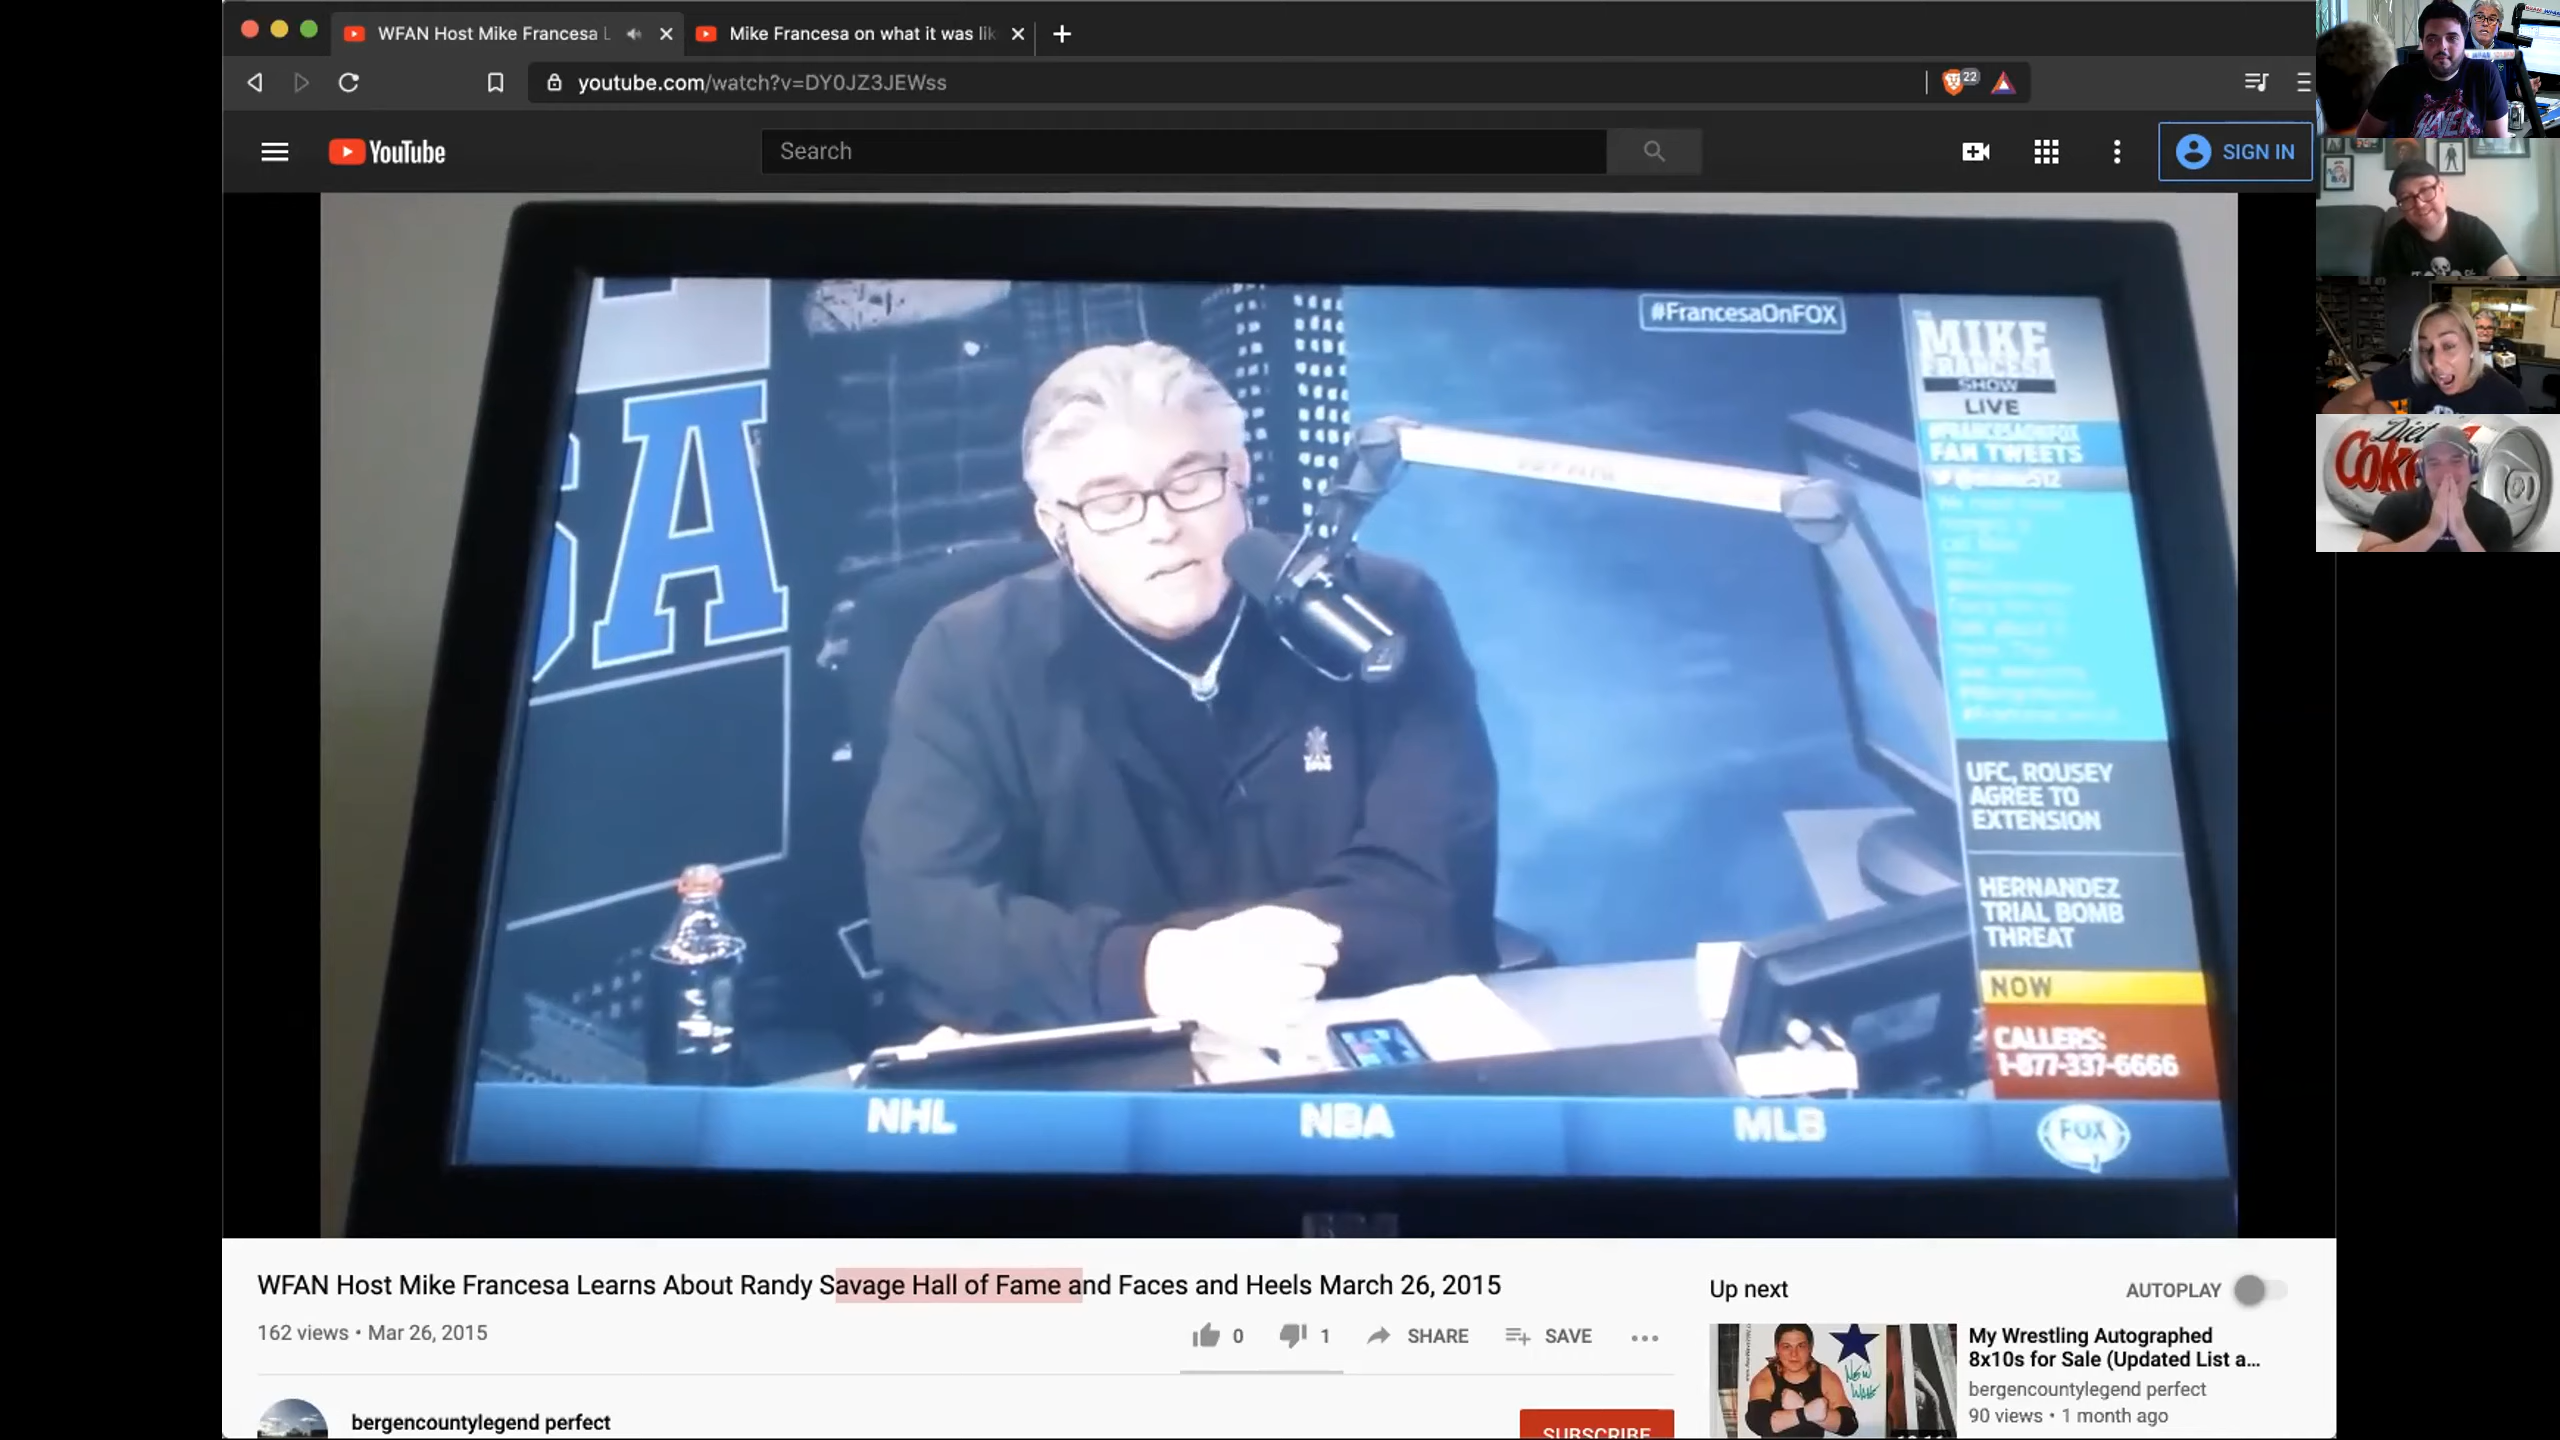 WFAN Host Mike Francesa L
Mike Francesa on what it was lik
youtube.com/watch?v=DY0JZ3JEWss
22
YouTube
Search
SIGN IN
#FrancesaOnFOX
THE
MIKE
FRANCESA
SHOW
LIVE
#FRANCESAONFOX
FAN TWEETS
SA
UFC, ROUSEY
AGREE TO
EXTENSION
HERNANDEZ
TRIAL BOMB
THREAT
NOW
CALLERS:
1-877-337-6666
NHL
NBA
MLB
FOX
Diet
Coke
SLAYER
WFAN Host Mike Francesa Learns About Randy Savage Hall of Fame and Faces and Heels March 26, 2015
162 views • Mar 26, 2015
0
1
SHARE
SAVE
bergencountylegend perfect
SUBSCRIBE
Up next
AUTOPLAY
My Wrestling Autographed
8x10s for Sale (Updated List a...
bergencountylegend perfect
90 views • 1 month ago